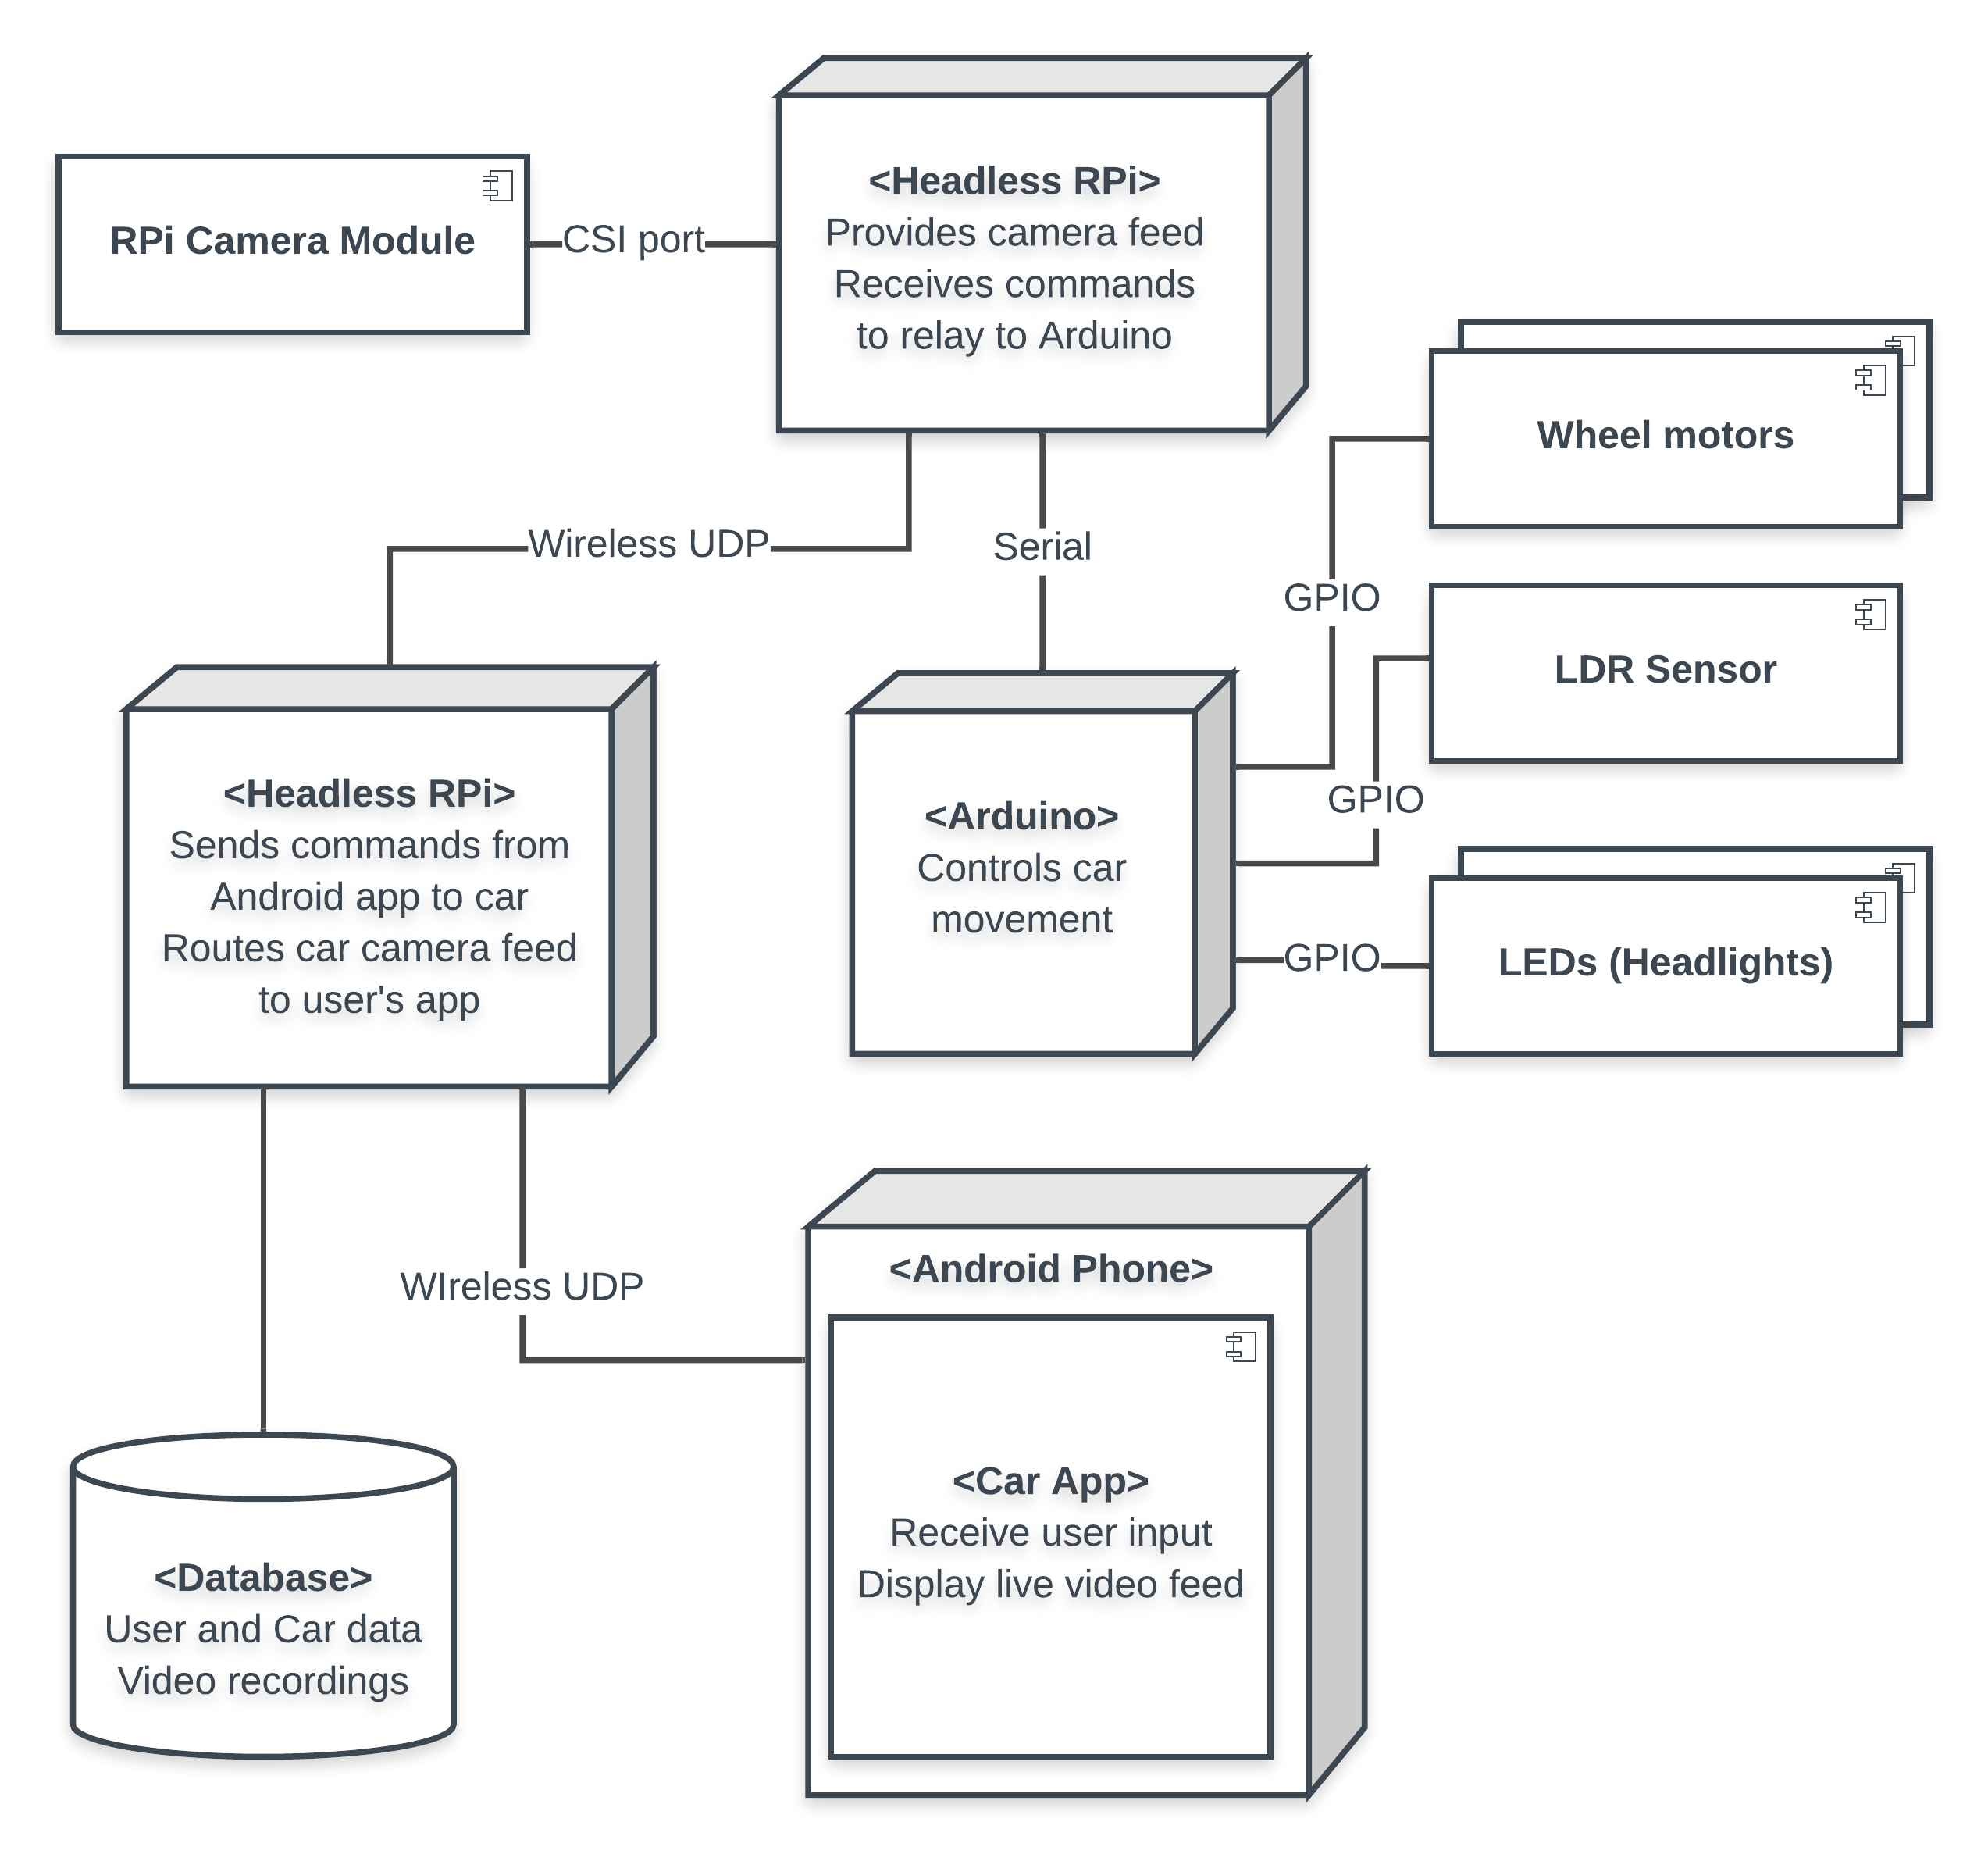 <Headless RPi>
Provides camera feed
Receives commands
to relay to Arduino
RPi Camera Module
CSI port
Wheel motors
Wireless UDP
Serial
GPIO
LDR Sensor
GPIO
<Headless RPi>
Sends commands from
Android app to car
Routes car camera feed
to user's app
<Arduino>
Controls car
movement
GPIO
LEDs (Headlights)
WIreless UDP
<Android Phone>
<Car App>
Receive user input
Display live video feed
<Database>
User and Car data
Video recordings